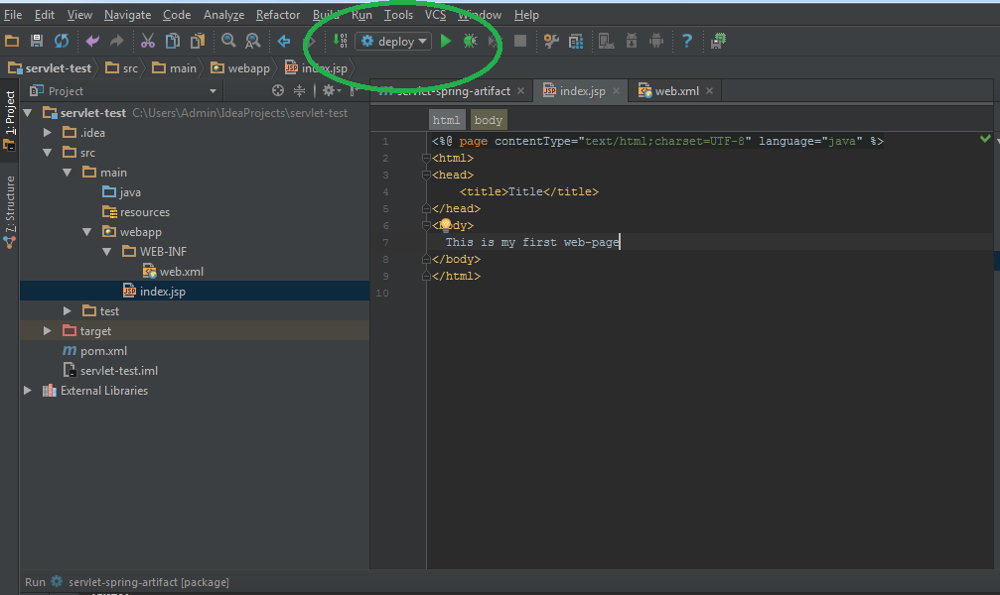 File Edit View Navigate Code Analyze Refactor Build Run Tools VCS Window Help
deploy
servlet-test src main webapp index.jsp
Project
servlet-spring-artifact index.jsp web.xml
html body
1: Project
7: Structure
servlet-test C:\Users\Admin\IdeaProjects\servlet-test
.idea
src
main
java
resources
webapp
WEB-INF
web.xml
index.jsp
test
target
pom.xml
servlet-test.iml
External Libraries
1 <%@ page contentType="text/html;charset=UTF-8" language="java" %>
2 <html>
3 <head>
4 <title>Title</title>
5 </head>
6 <body>
7 This is my first web-page
8 </body>
9 </html>
10
Run servlet-spring-artifact [package]